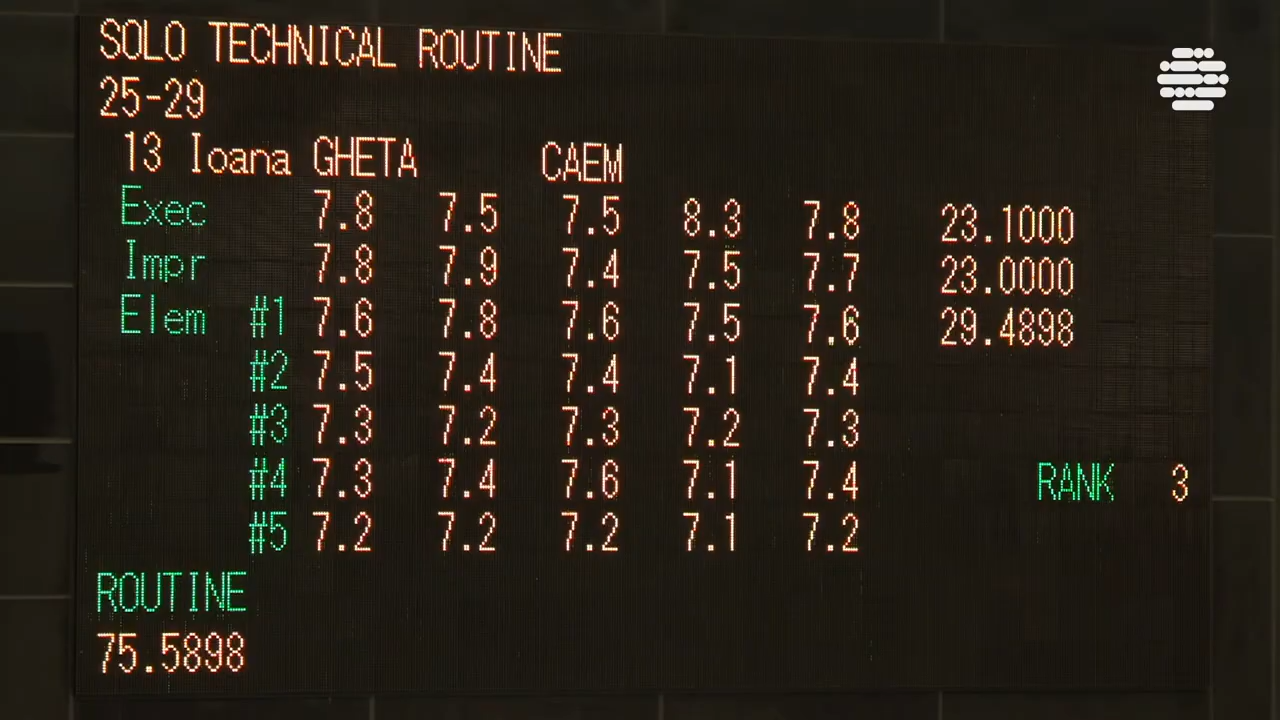 SOLO TECHNICAL ROUTINE
25-29
13 Ioana GHETA CAEM
Exec 7.8 7.5 7.5 8.3 7.8 23.1000
Impr 7.8 7.9 7.4 7.5 7.7 23.0000
Elem #1 7.6 7.8 7.6 7.5 7.6 29.4898
#2 7.5 7.4 7.4 7.1 7.4
#3 7.3 7.2 7.3 7.2 7.3
#4 7.3 7.4 7.6 7.1 7.4 RANK 3
#5 7.2 7.2 7.2 7.1 7.2
ROUTINE
75.5898